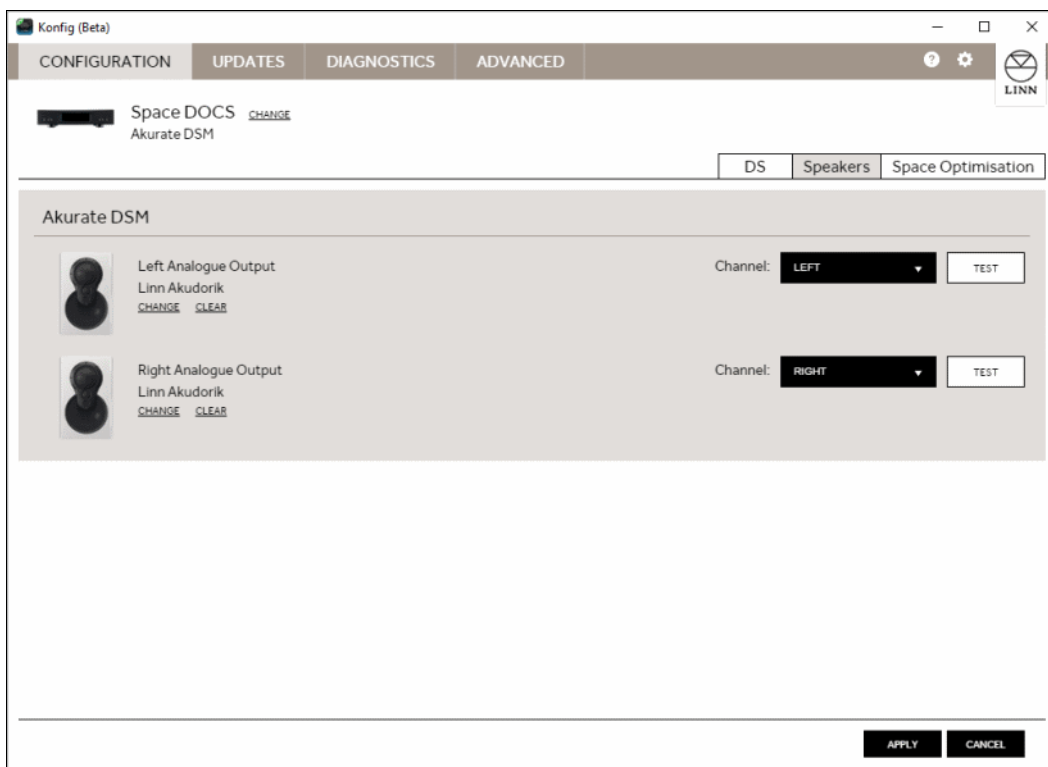 Konfig (Beta)
CONFIGURATION UPDATES DIAGNOSTICS ADVANCED ?
LINN
Space DOCS CHANGE
Akurate DSM
DS Speakers Space Optimisation
Akurate DSM
Left Analogue Output
Linn Akudorik
CHANGE CLEAR
Channel: LEFT TEST
Right Analogue Output
Linn Akudorik
CHANGE CLEAR
Channel: RIGHT TEST
APPLY CANCEL